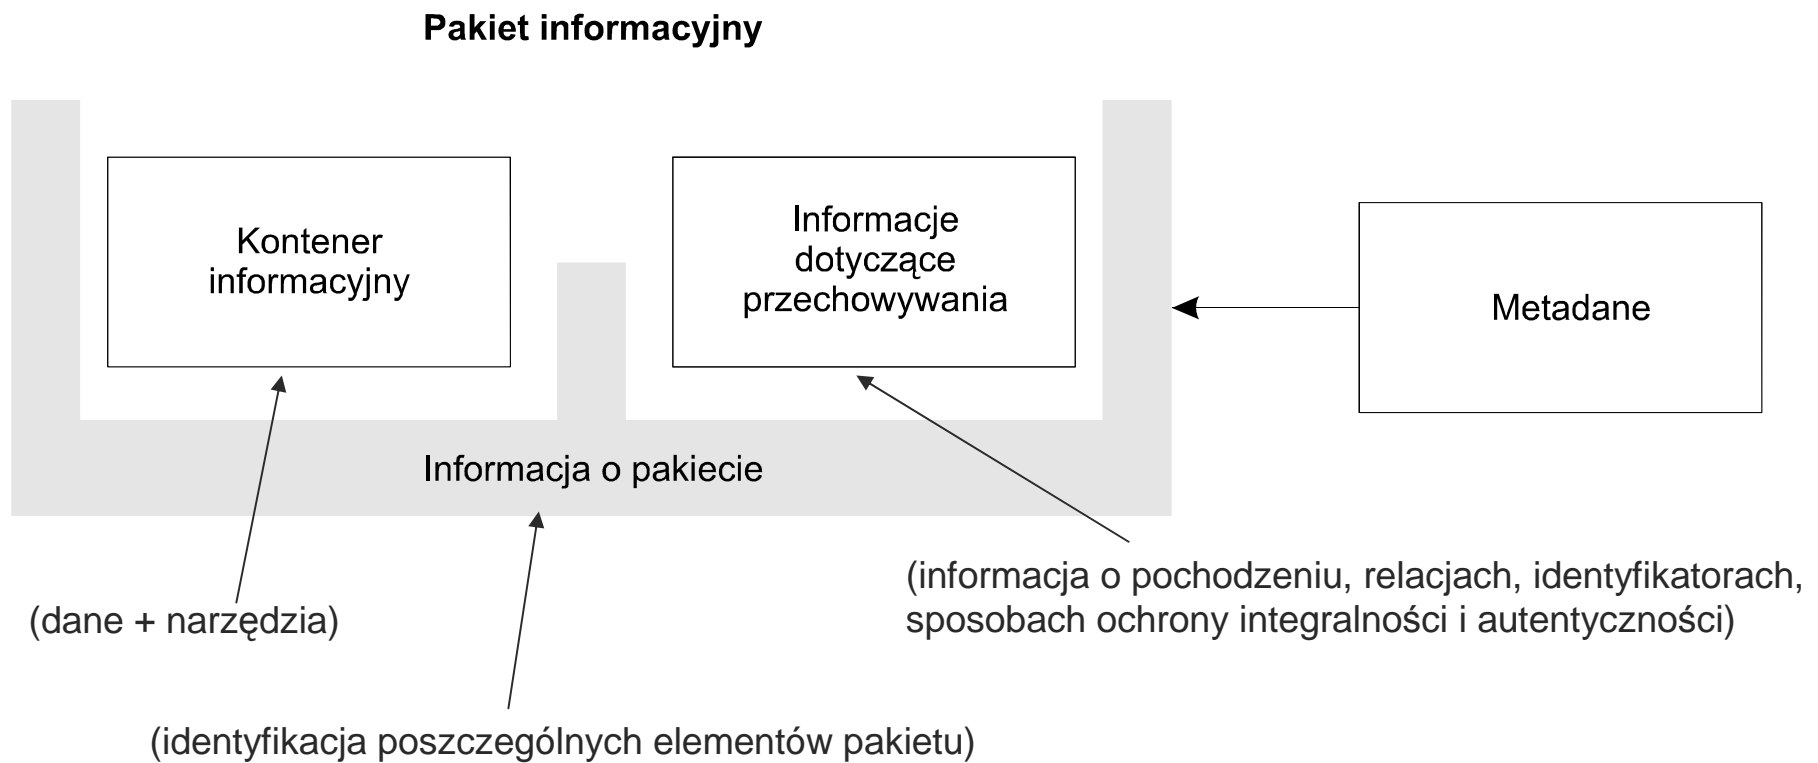 Pakiet informacyjny
Kontener
informacyjny
Informacje
dotyczące
przechowywania
Metadane
Informacja o pakiecie
(informacja o pochodzeniu, relacjach, identyfikatorach,
sposobach ochrony integralności i autentyczności)
(dane + narzędzia)
(identyfikacja poszczególnych elementów pakietu)